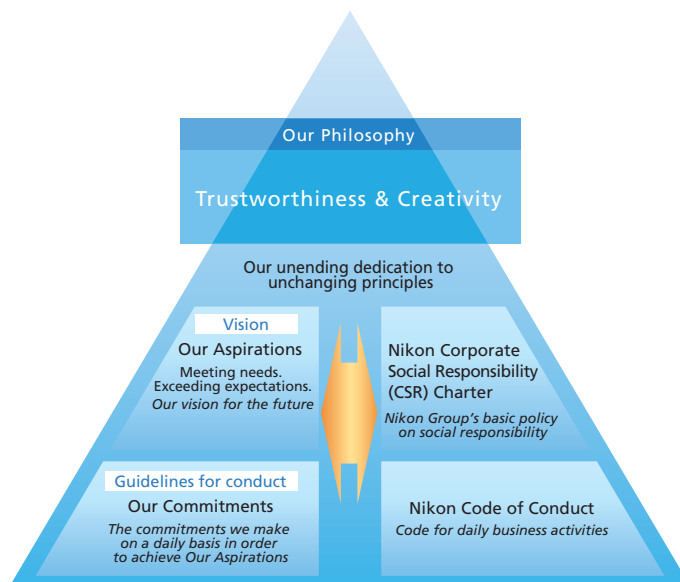 Our Philosophy
Trustworthiness & Creativity
Our unending dedication to
unchanging principles
Vision
Our Aspirations
Meeting needs.
Exceeding expectations.
Our vision for the future
Nikon Corporate
Social Responsibility
(CSR) Charter
Nikon Group's basic policy
on social responsibility
Guidelines for conduct
Our Commitments
The commitments we make
on a daily basis in order
to achieve Our Aspirations
Nikon Code of Conduct
Code for daily business activities